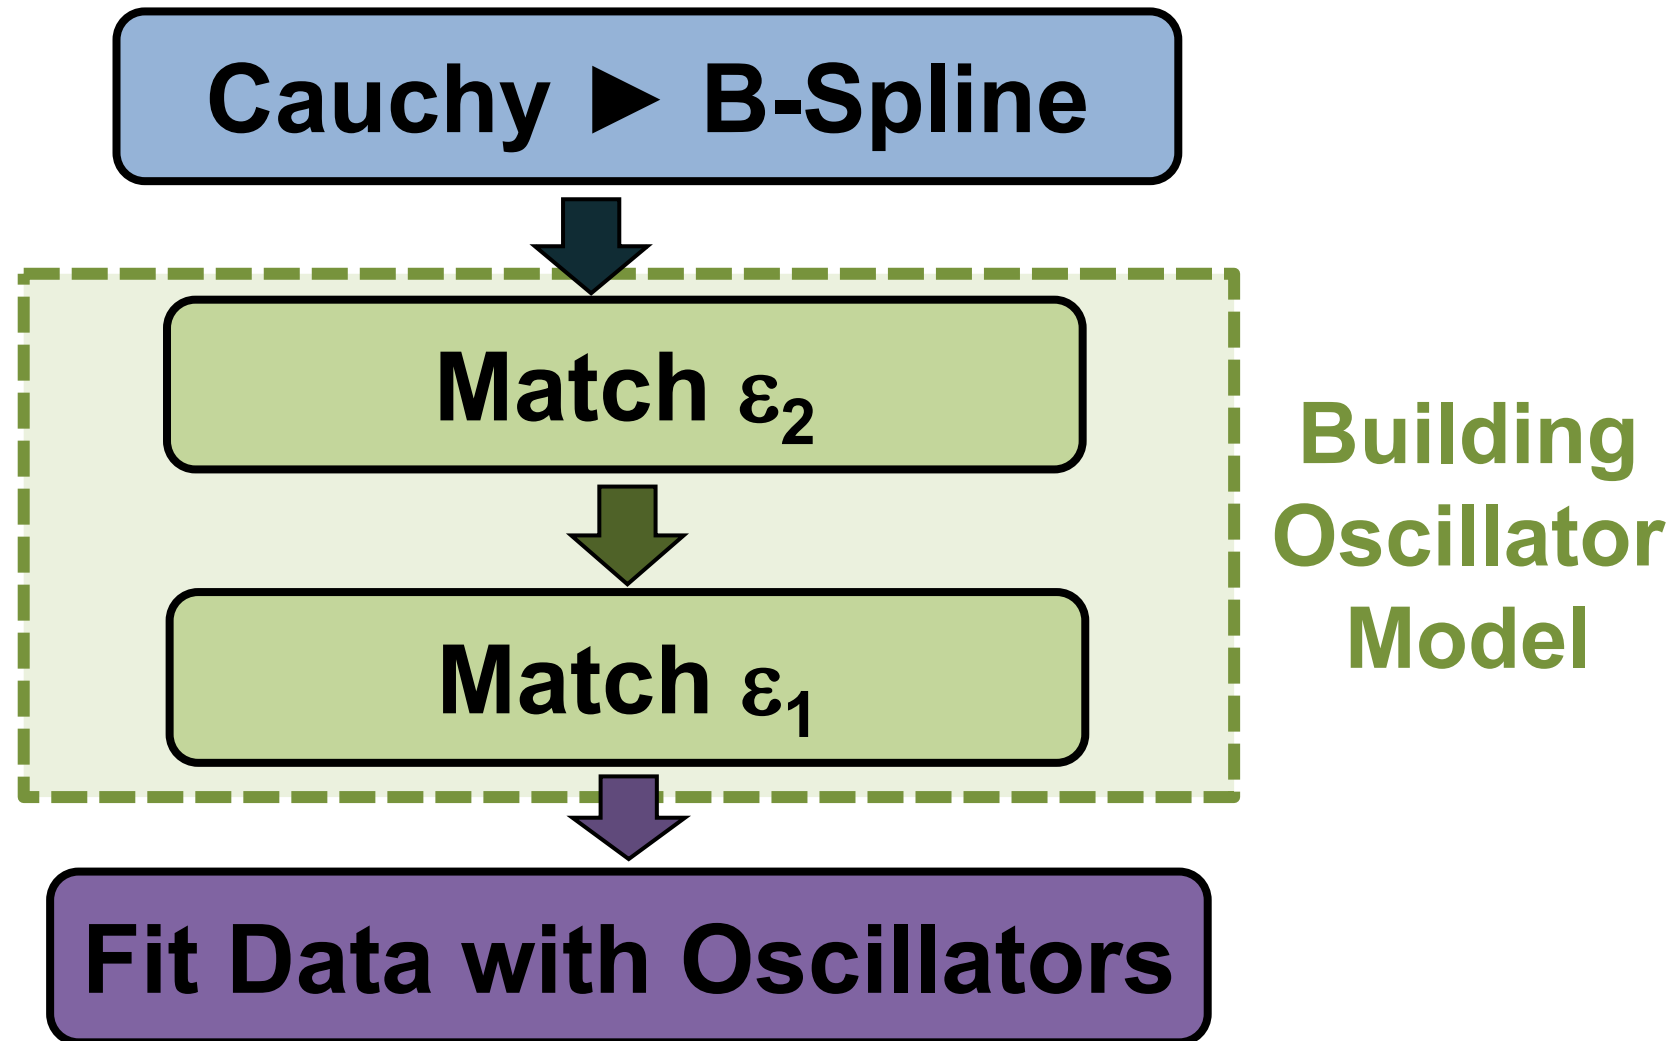 Cauchy ► B-Spline
Match ε₂
Match ε₁
Building
Oscillator
Model
Fit Data with Oscillators